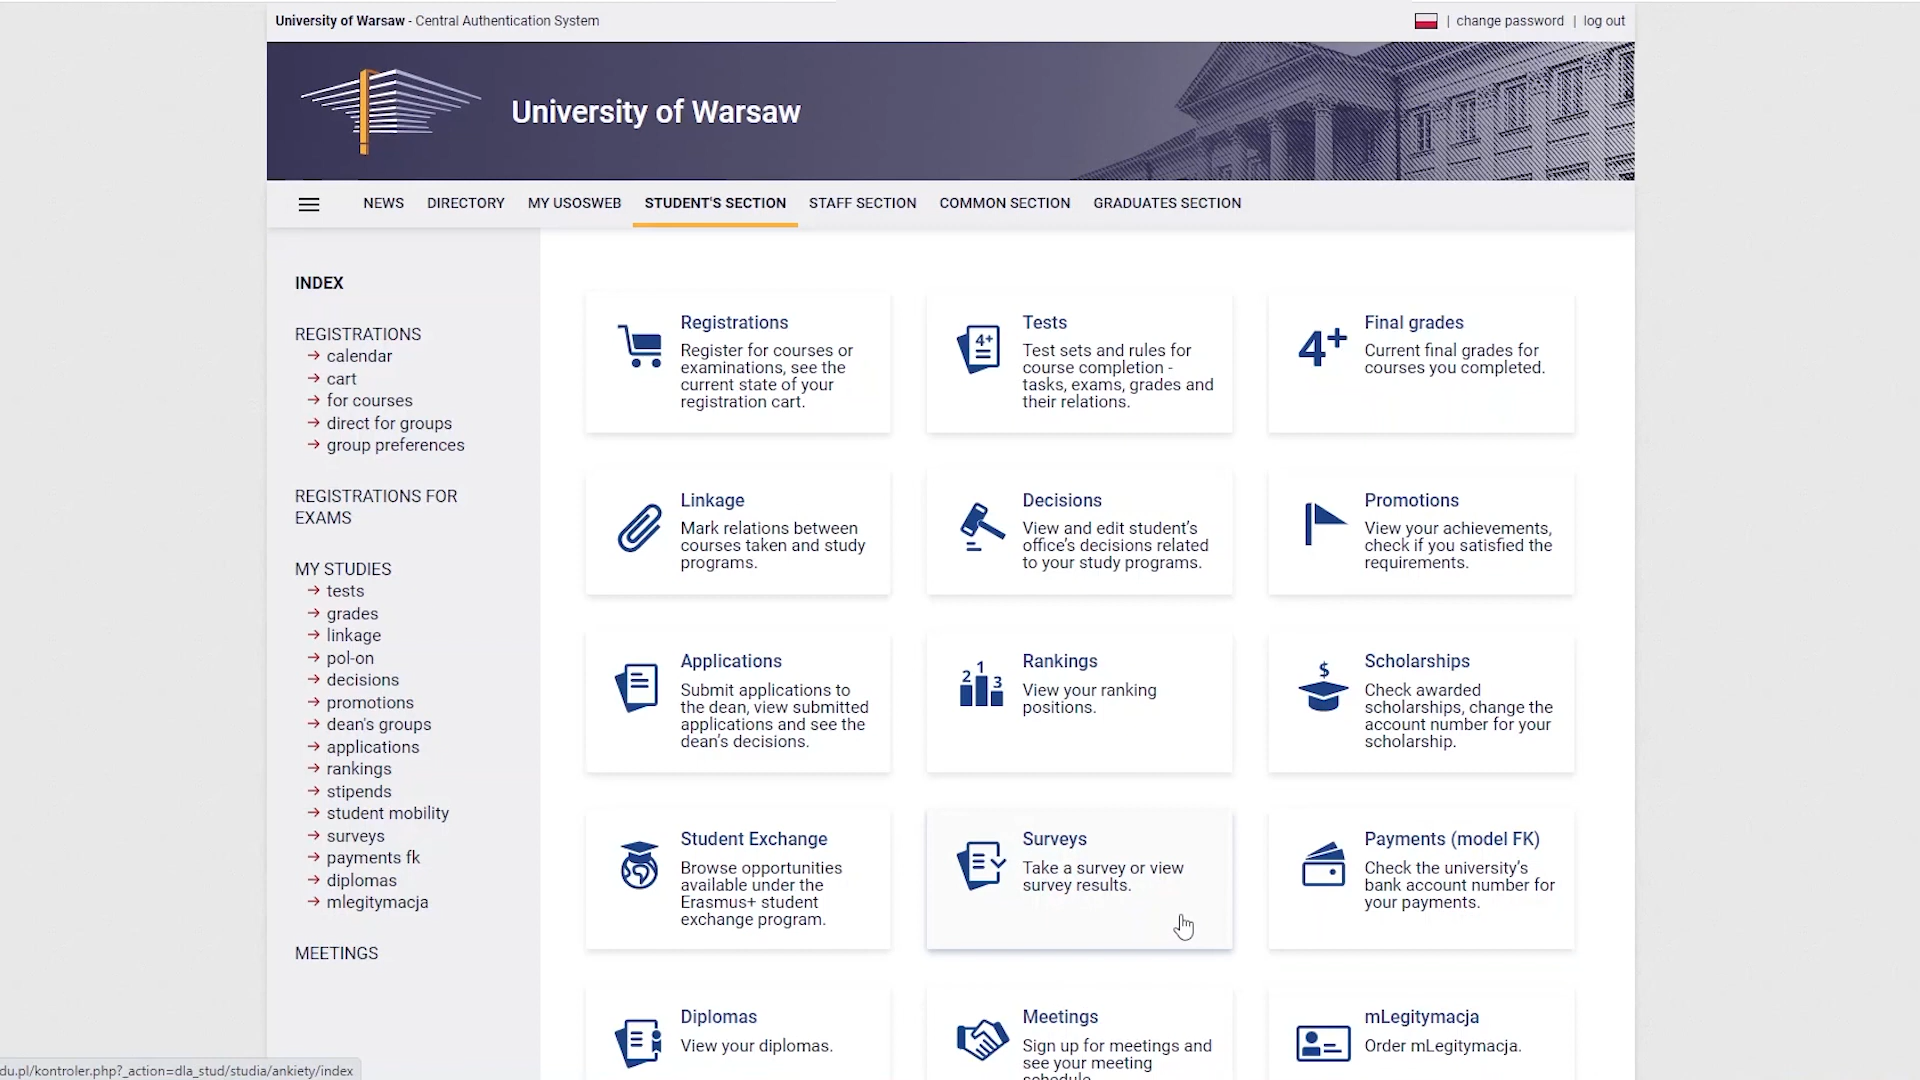 University of Warsaw - Central Authentication System
| change password | log out
University of Warsaw
NEWS DIRECTORY MY USOSWEB STUDENT'S SECTION STAFF SECTION COMMON SECTION GRADUATES SECTION
INDEX
REGISTRATIONS
→ calendar
→ cart
→ for courses
→ direct for groups
→ group preferences
REGISTRATIONS FOR
EXAMS
MY STUDIES
→ tests
→ grades
→ linkage
→ pol-on
→ decisions
→ promotions
→ dean's groups
→ applications
→ rankings
→ stipends
→ student mobility
→ surveys
→ payments fk
→ diplomas
→ mlegitymacja
MEETINGS
Registrations
Register for courses or
examinations, see the
current state of your
registration cart.
4+
Tests
Test sets and rules for
course completion -
tasks, exams, grades and
their relations.
4+
Final grades
Current final grades for
courses you completed.
Linkage
Mark relations between
courses taken and study
programs.
Decisions
View and edit student's
office's decisions related
to your study programs.
Promotions
View your achievements,
check if you satisfied the
requirements.
Applications
Submit applications to
the dean, view submitted
applications and see the
dean's decisions.
2 1 3
Rankings
View your ranking
positions.
$
Scholarships
Check awarded
scholarships, change the
account number for your
scholarship.
Student Exchange
Browse opportunities
available under the
Erasmus+ student
exchange program.
Surveys
Take a survey or view
survey results.
Payments (model FK)
Check the university's
bank account number for
your payments.
Diplomas
View your diplomas.
Meetings
Sign up for meetings and
see your meeting
schedule.
mLegitymacja
Order mLegitymacja.
du.pl/kontroler.php?_action=dla_stud/studia/ankiety/index